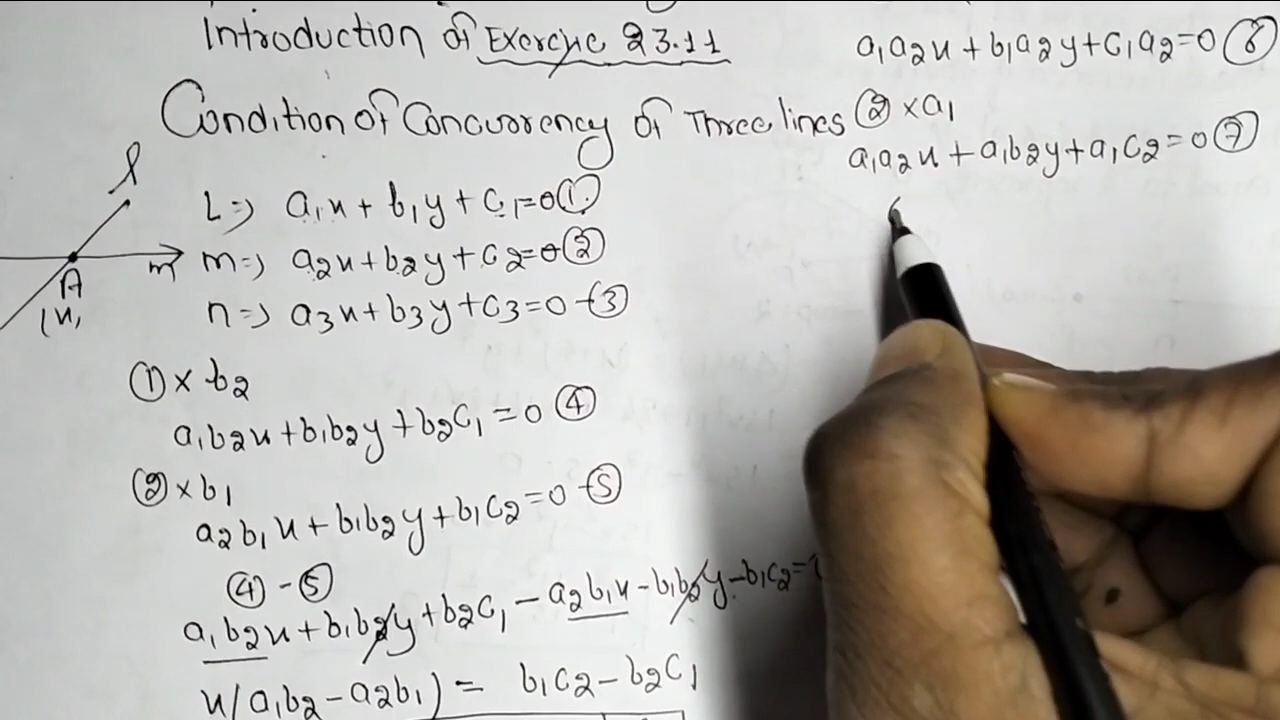 Introduction of Exercise 23.11
Condition of Concurrency of Three lines
l
m
A
(x,
L => a₁x + b₁y + c₁=0 ①
m => a₂x+b₂y+c₂=0 ②
n => a₃x+b₃y+c₃=0 -③
① × b₂
a₁b₂x+b₁b₂y+b₂c₁=0 ④
② × b₁
a₂b₁x+b₁b₂y+b₁c₂=0 -⑤
④ - ⑤
a₁b₂x+b₁b₂y+b₂c₁ - a₂b₁x-b₁b₂y-b₁c₂=
x(a₁b₂-a₂b₁) = b₁c₂-b₂c₁
a₁a₂x + b₁a₂y+c₁a₂=0 ⑥
② ×a₁
a₁a₂x + a₁b₂y+a₁c₂=0 ⑦